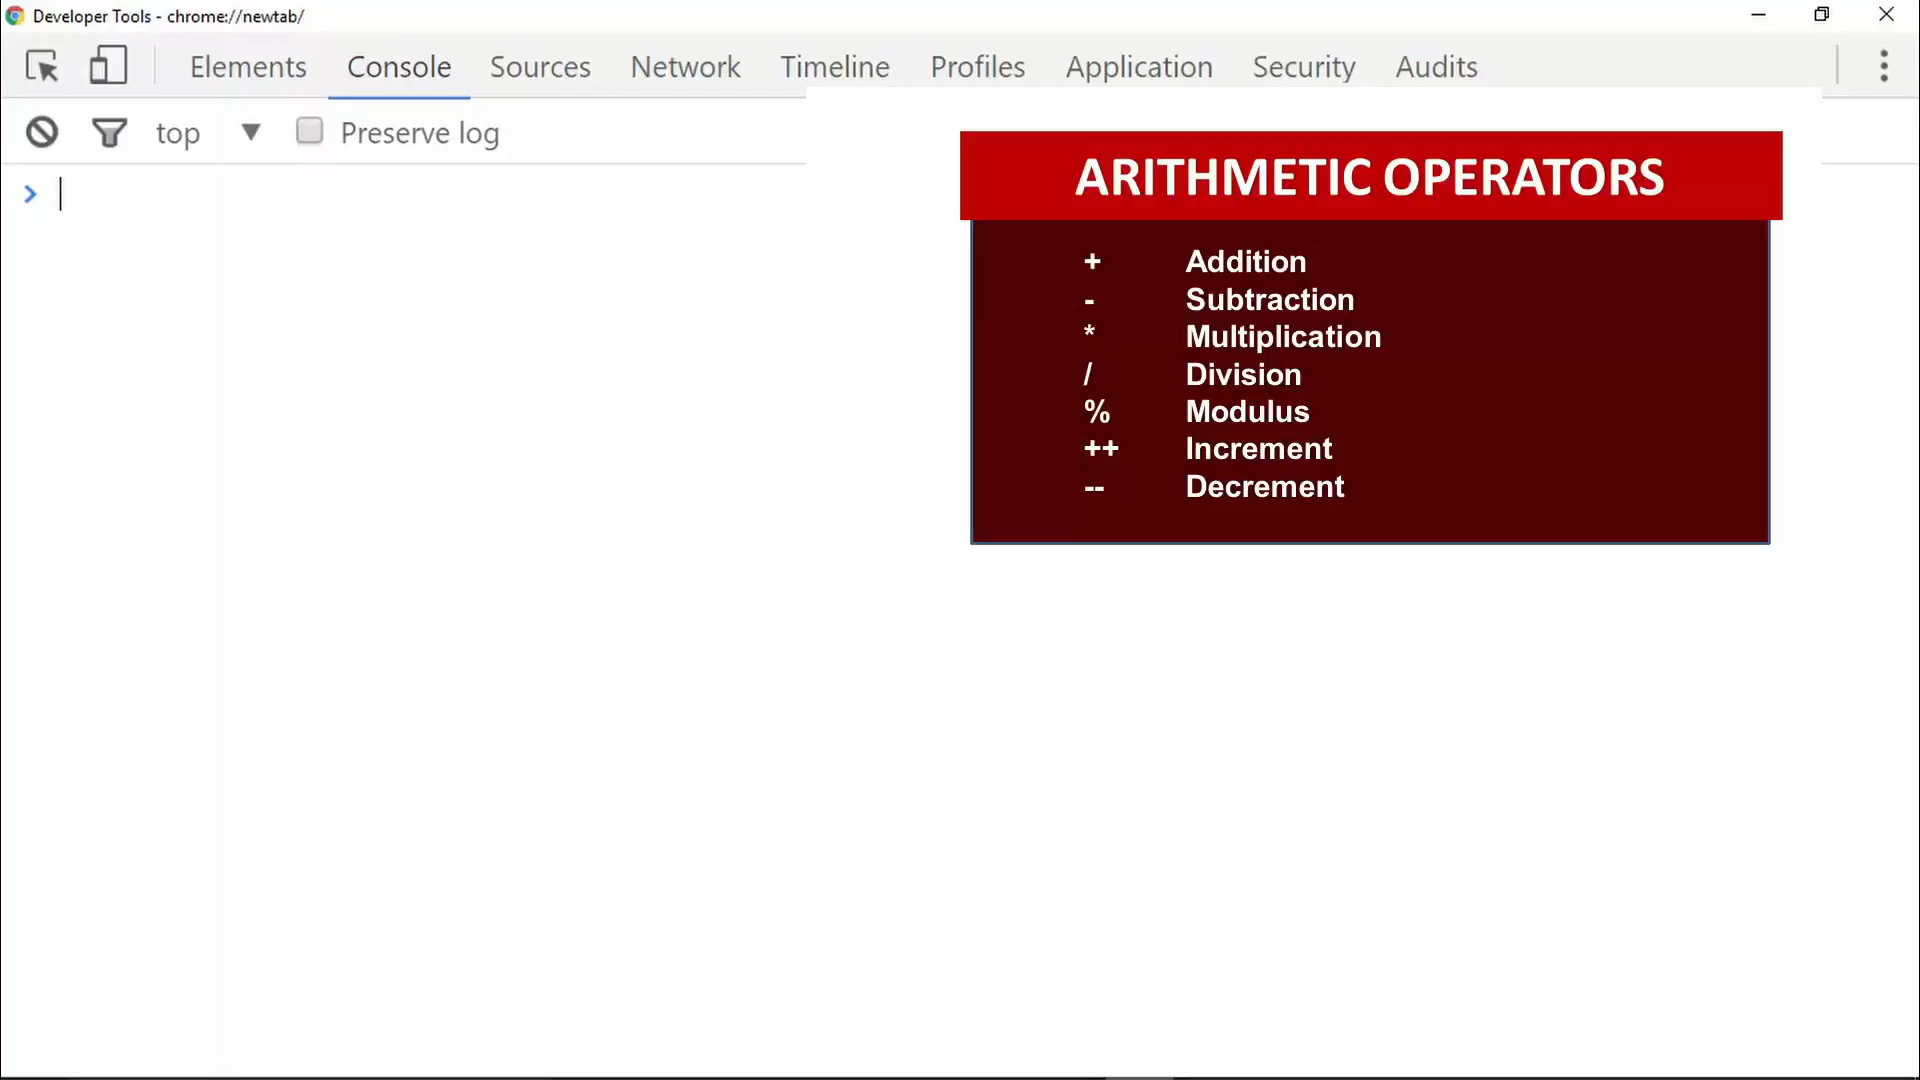 Developer Tools - chrome://newtab/
Elements Console Sources Network Timeline Profiles Application Security Audits
top Preserve log
ARITHMETIC OPERATORS
+ Addition
- Subtraction
* Multiplication
/ Division
% Modulus
++ Increment
-- Decrement